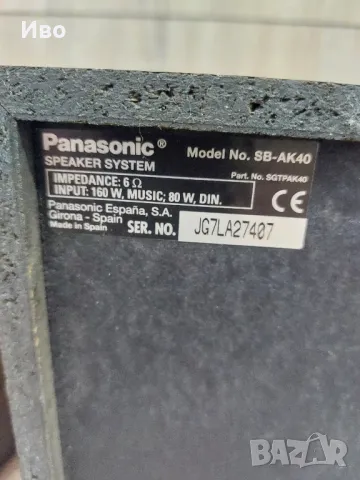 Иво
Panasonic®
Model No. SB-AK40
SPEAKER SYSTEM
Part. No. SGTPAK40
IMPEDANCE: 6 Ω
INPUT: 160 W, MUSIC; 80 W, DIN.
CE
Panasonic España, S.A.
Girona - Spain
Made in Spain
SER. NO.
JG7LA27407
BAZAR
.bg